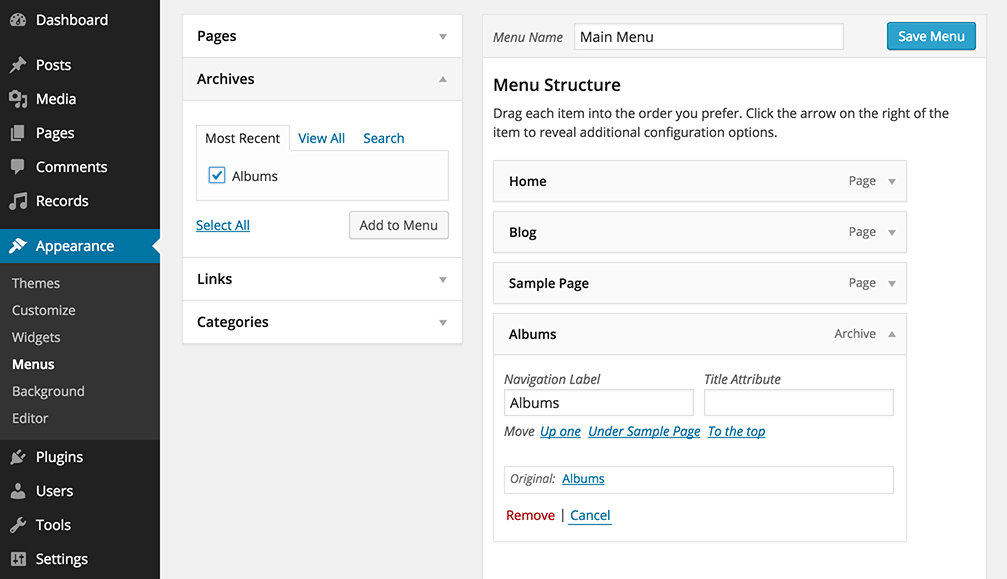 Dashboard
Posts
Media
Pages
Comments
Records
Appearance
Themes
Customize
Widgets
Menus
Background
Editor
Plugins
Users
Tools
Settings
Pages
Archives
Most Recent View All Search
Albums
Select All Add to Menu
Links
Categories
Menu Name Main Menu Save Menu
Menu Structure
Drag each item into the order you prefer. Click the arrow on the right of the
item to reveal additional configuration options.
Home Page
Blog Page
Sample Page Page
Albums Archive
Navigation Label Title Attribute
Albums
Move Up one Under Sample Page To the top
Original: Albums
Remove | Cancel